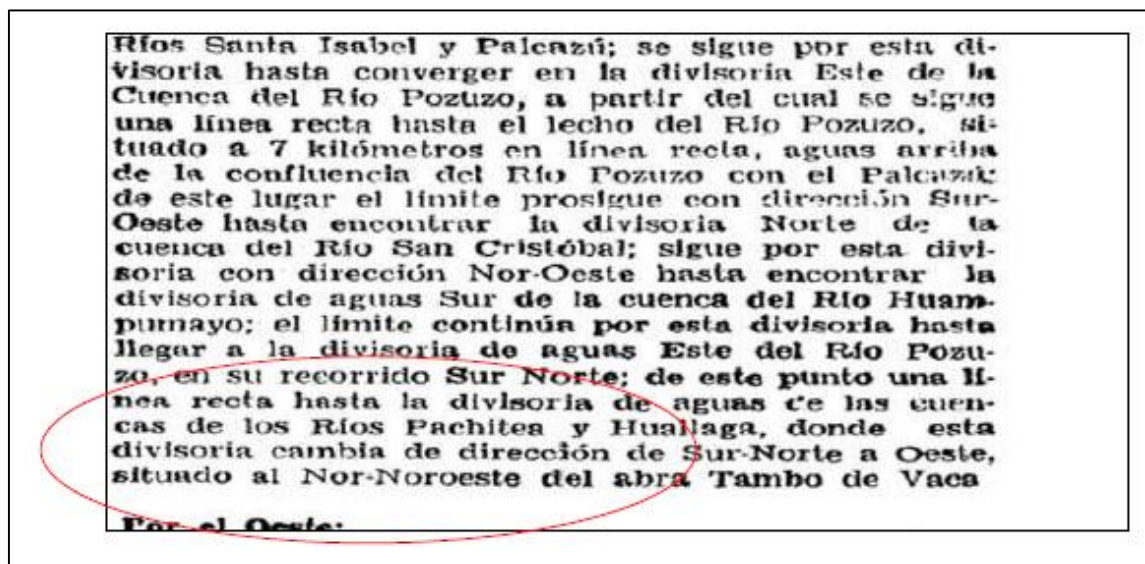 Ríos Santa Isabel y Palcazú; se sigue por esta di-
visoria hasta converger en la divisoria Este de la
Cuenca del Río Pozuzo, a partir del cual se sigue
una línea recta hasta el lecho del Río Pozuzo, si-
tuado a 7 kilómetros en línea recta, aguas arriba
de la confluencia del Río Pozuzo con el Palcazú;
de este lugar el límite prosigue con dirección Sur-
Oeste hasta encontrar la divisoria Norte de la
cuenca del Río San Cristóbal; sigue por esta divi-
soria con dirección Nor-Oeste hasta encontrar la
divisoria de aguas Sur de la cuenca del Río Huam-
pumayo; el límite continúa por esta divisoria hasta
llegar a la divisoria de aguas Este del Río Pozu-
zo, en su recorrido Sur Norte; de este punto una lí-
nea recta hasta la divisoria de aguas de las cuen-
cas de los Ríos Pachitea y Huallaga, donde esta
divisoria cambia de dirección de Sur-Norte a Oeste,
situado al Nor-Noroeste del abra Tambo de Vaca
Por el Oeste: